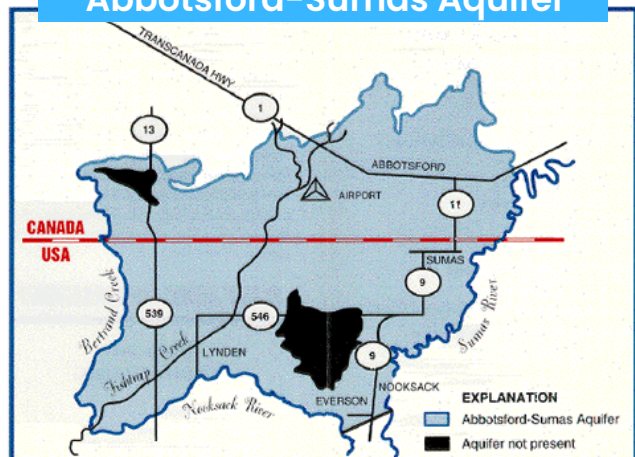 Abbotsford-Sumas Aquifer
TRANSCANADA HWY
1
13
ABBOTSFORD
AIRPORT
11
CANADA
USA
SUMAS
9
Bertrand Creek
539
546
Sumas River
LYNDEN
9
Fishtrap Creek
NOOKSACK
Nooksack River
EVERSON
EXPLANATION
Abbotsford-Sumas Aquifer
Aquifer not present